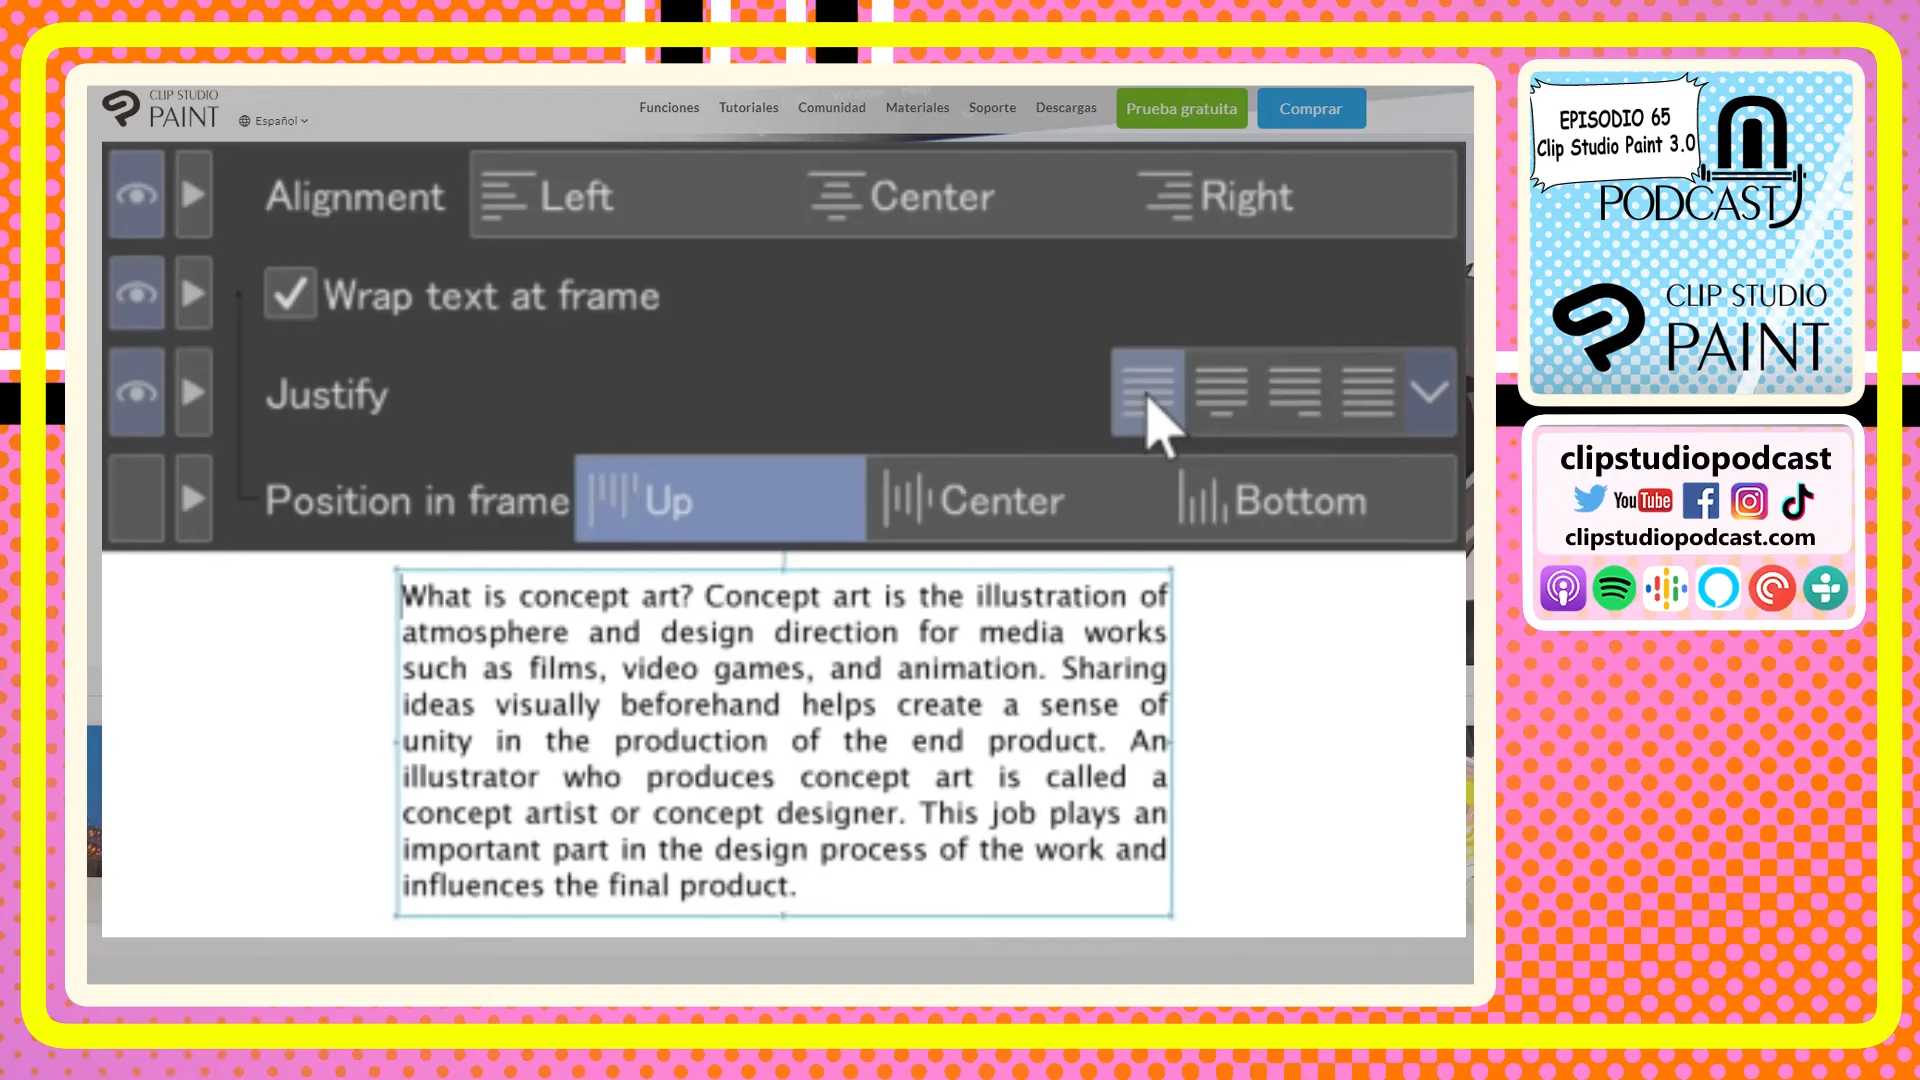 CLIP STUDIO
PAINT
Español
Funciones
Tutoriales
Comunidad
Materiales
Soporte
Descargas
Prueba gratuita
Comprar
Alignment
Left
Center
Right
Wrap text at frame
Justify
Position in frame
Up
Center
Bottom
What is concept art? Concept art is the illustration of
atmosphere and design direction for media works
such as films, video games, and animation. Sharing
ideas visually beforehand helps create a sense of
unity in the production of the end product. An
illustrator who produces concept art is called a
concept artist or concept designer. This job plays an
important part in the design process of the work and
influences the final product.
EPISODIO 65
Clip Studio Paint 3.0
PODCAST
CLIP STUDIO
PAINT
clipstudiopodcast
YouTube
clipstudiopodcast.com